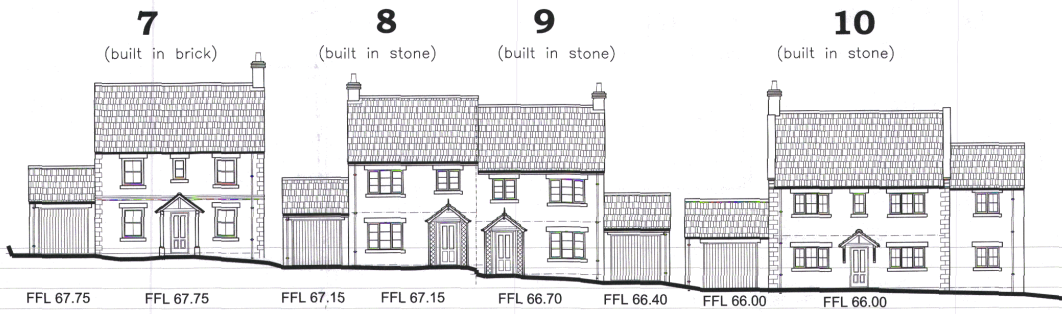 7 8 9 10
(built in brick) (built in stone) (built in stone) (built in stone)
FFL 67.75 FFL 67.75 FFL 67.15 FFL 67.15 FFL 66.70 FFL 66.40 FFL 66.00 FFL 66.00